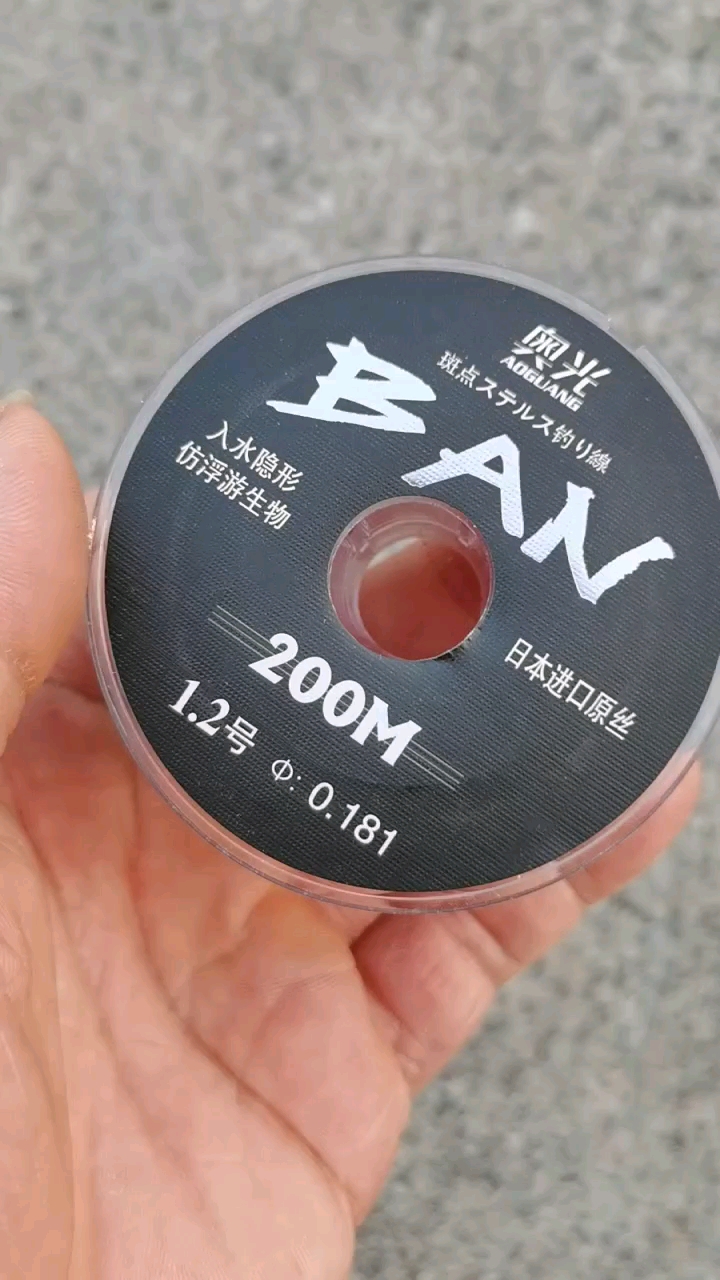 奥光
AOGUANG
斑点ステルス釣り線
BAN
入水隐形
仿浮游生物
日本进口原丝
200M
1.2号
Φ: 0.181